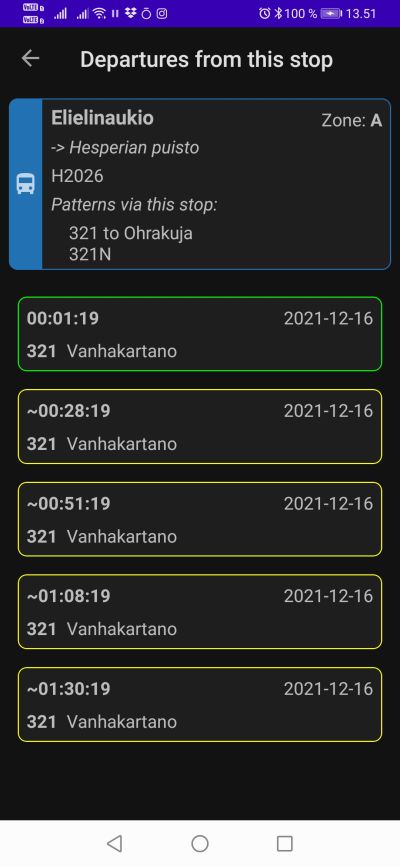 VoLTE VoLTE 100 % 13.51
Departures from this stop
Elielinaukio
Zone: A
-> Hesperian puisto
H2026
Patterns via this stop:
321 to Ohrakuja
321N
00:01:19 2021-12-16
321 Vanhakartano
~00:28:19 2021-12-16
321 Vanhakartano
~00:51:19 2021-12-16
321 Vanhakartano
~01:08:19 2021-12-16
321 Vanhakartano
~01:30:19 2021-12-16
321 Vanhakartano